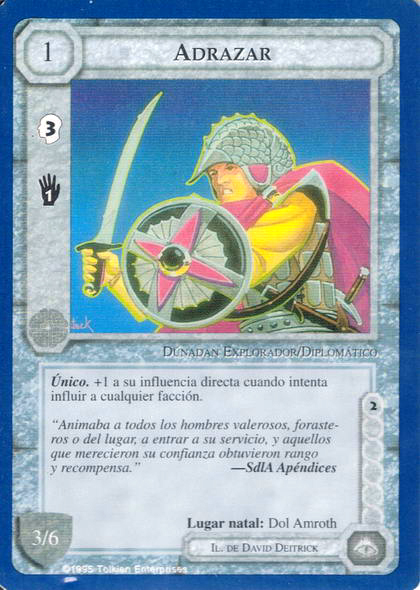 1
ADRAZAR
3
1
DÚNADAN EXPLORADOR/DIPLOMÁTICO
Único. +1 a su influencia directa cuando intenta
influir a cualquier facción.
2
“Animaba a todos los hombres valerosos, foraste-
ros o del lugar, a entrar a su servicio, y aquellos
que merecieron su confianza obtuvieron rango
y recompensa.” —SdlA Apéndices
Lugar natal: Dol Amroth
3/6
IL. DE DAVID DEITRICK
©1995 Tolkien Enterprises